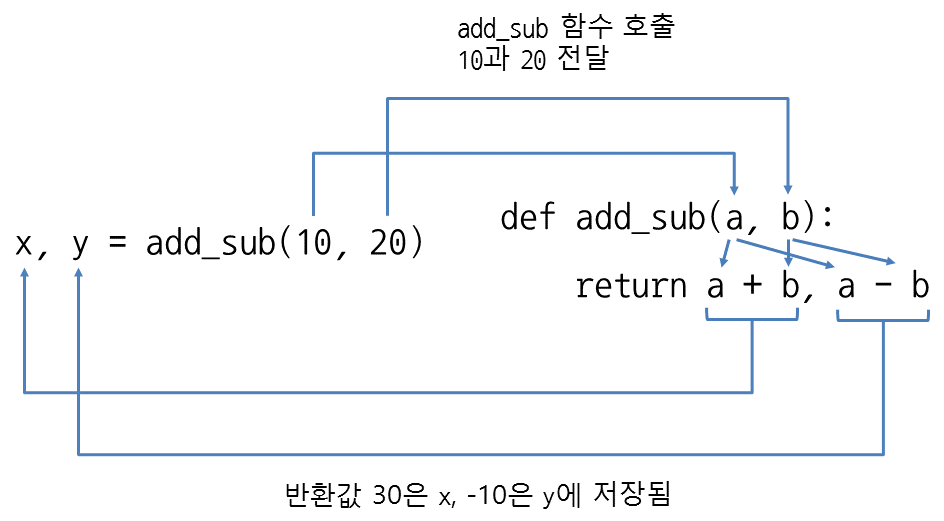 add_sub 함수 호출
10과 20 전달
x, y = add_sub(10, 20)
def add_sub(a, b):
return a + b, a - b
반환값 30은 x, -10은 y에 저장됨